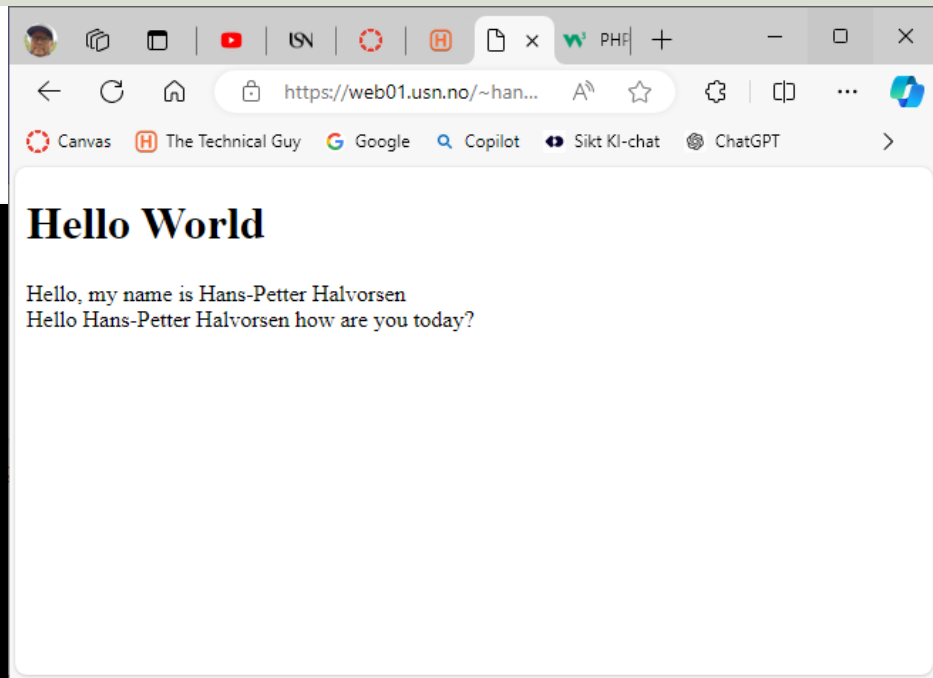 USN
PHP
https://web01.usn.no/~han...
Canvas
The Technical Guy
Google
Copilot
Sikt KI-chat
ChatGPT
Hello World
Hello, my name is Hans-Petter Halvorsen
Hello Hans-Petter Halvorsen how are you today?